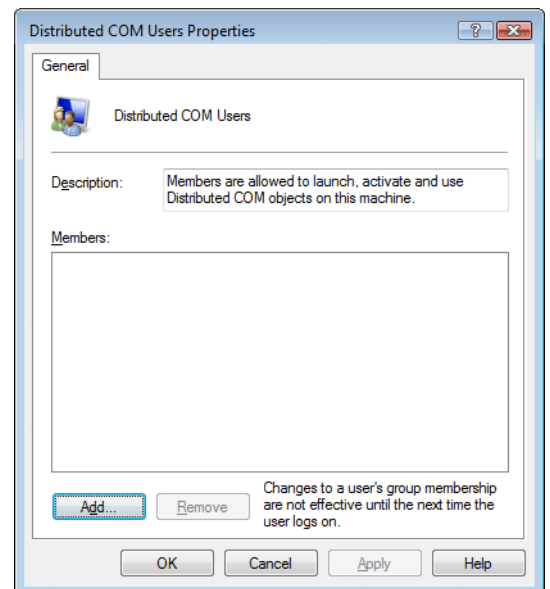 Distributed COM Users Properties
General
Distributed COM Users
Description:
Members are allowed to launch, activate and use
Distributed COM objects on this machine.
Members:
Add...
Remove
Changes to a user's group membership
are not effective until the next time the
user logs on.
OK
Cancel
Apply
Help